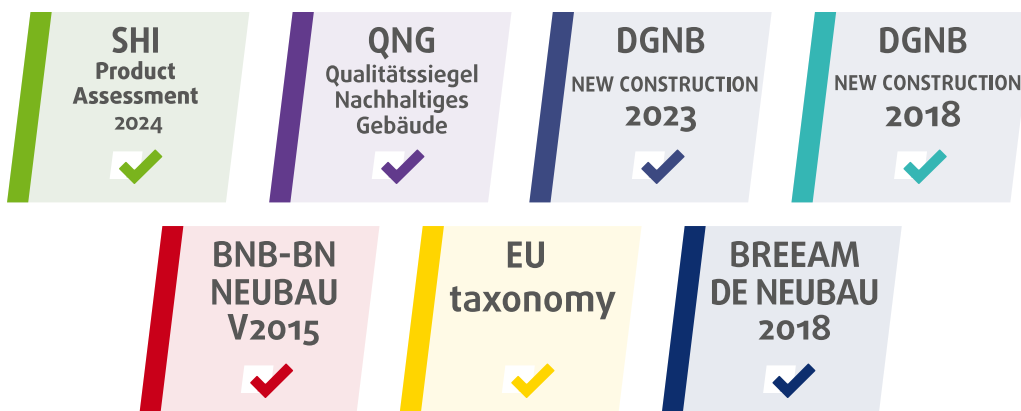 SHI
Product
Assessment
2024
QNG
Qualitätssiegel
Nachhaltiges
Gebäude
DGNB
NEW CONSTRUCTION
2023
DGNB
NEW CONSTRUCTION
2018
BNB-BN
NEUBAU
V2015
EU
taxonomy
BREEAM
DE NEUBAU
2018